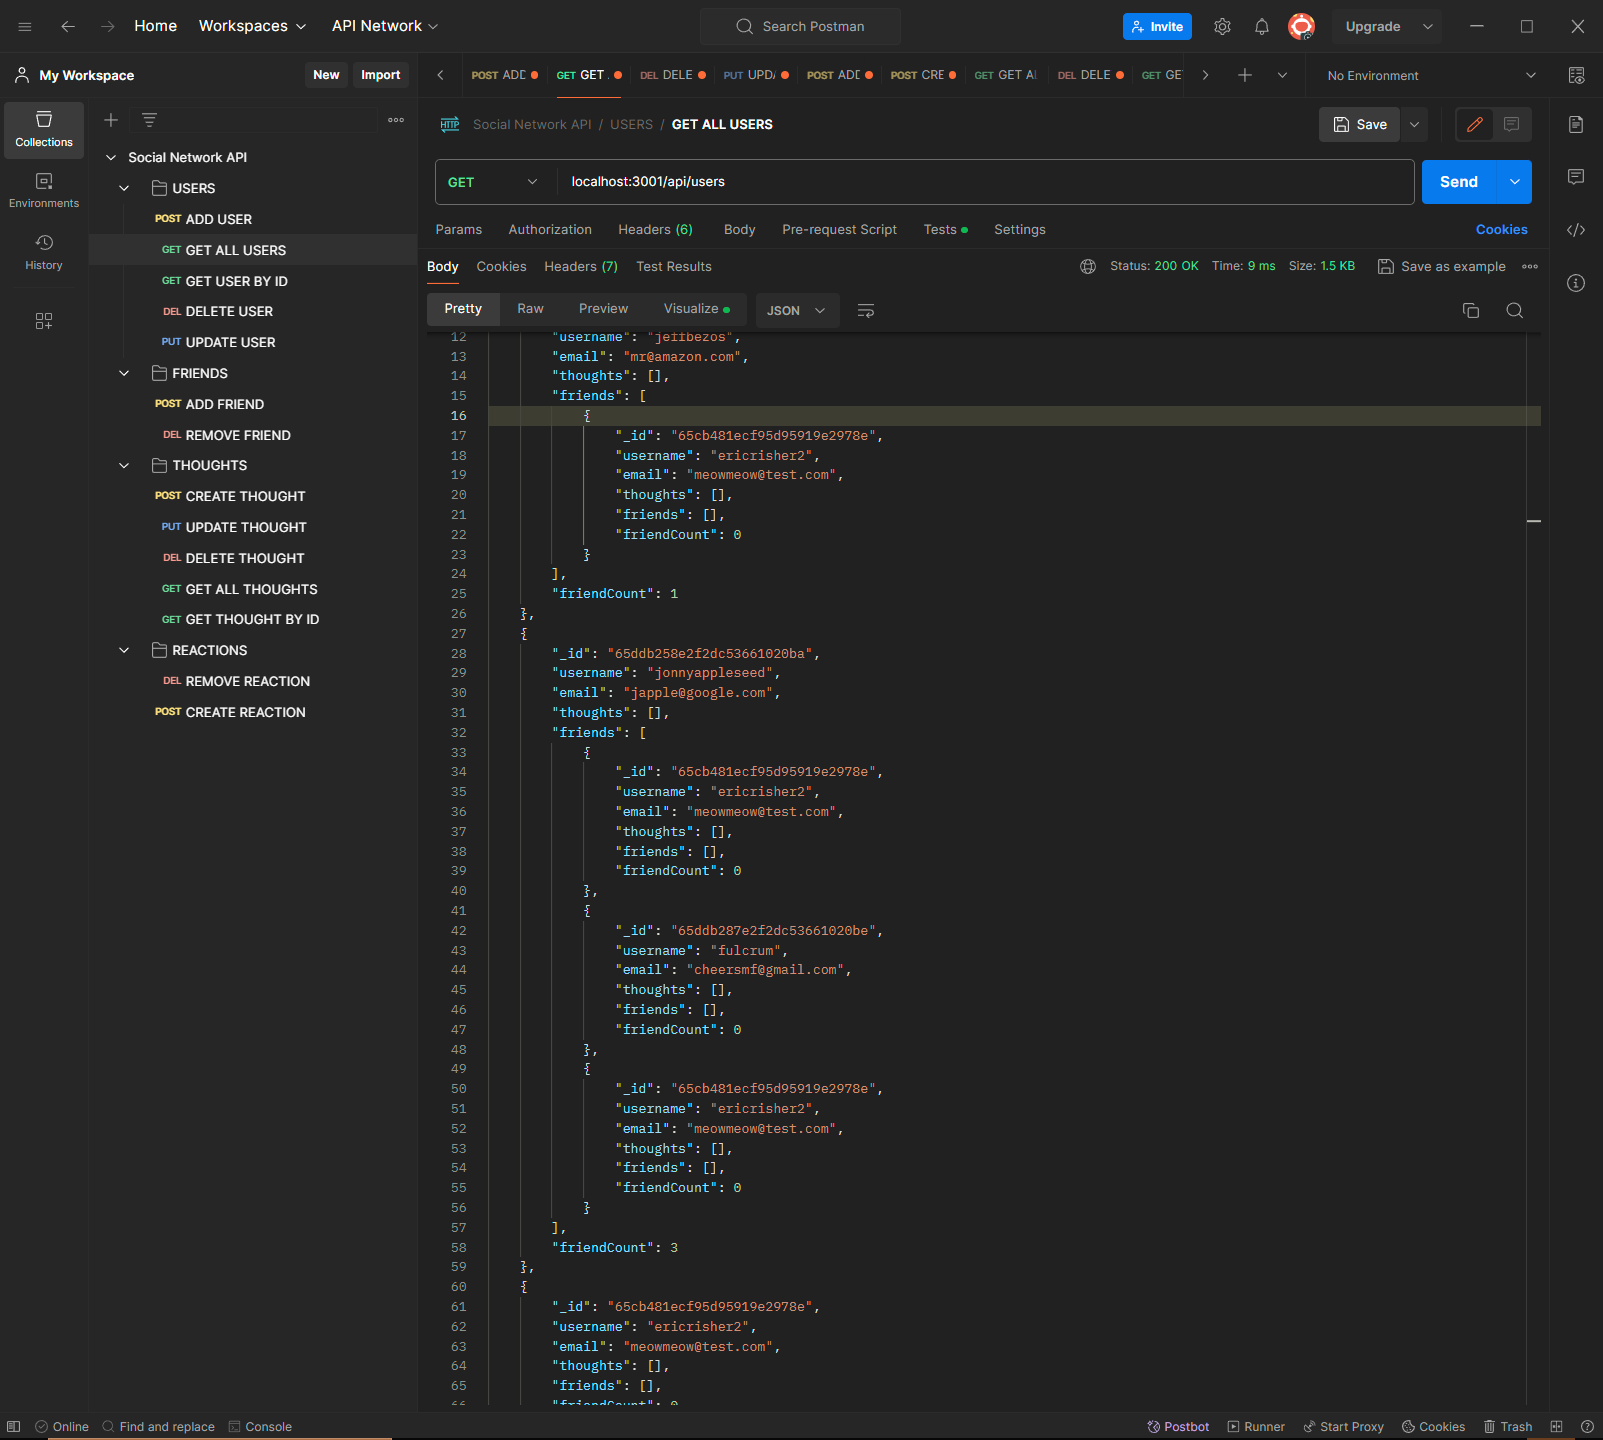 Home Workspaces API Network Search Postman Invite Upgrade
My Workspace New Import POST ADD GET GET DEL DELE PUT UPD POST ADD POST CRE GET GET AL DEL DELE GET GE No Environment
Collections
Environments
History
Social Network API
USERS
POST ADD USER
GET GET ALL USERS
GET GET USER BY ID
DEL DELETE USER
PUT UPDATE USER
FRIENDS
POST ADD FRIEND
DEL REMOVE FRIEND
THOUGHTS
POST CREATE THOUGHT
PUT UPDATE THOUGHT
DEL DELETE THOUGHT
GET GET ALL THOUGHTS
GET GET THOUGHT BY ID
REACTIONS
DEL REMOVE REACTION
POST CREATE REACTION
HTTP Social Network API / USERS / GET ALL USERS Save
GET localhost:3001/api/users Send
Params Authorization Headers (6) Body Pre-request Script Tests Settings Cookies
Body Cookies Headers (7) Test Results Status: 200 OK Time: 9 ms Size: 1.5 KB Save as example
Pretty Raw Preview Visualize JSON
12 "username": "jeffbezos",
13 "email": "mr@amazon.com",
14 "thoughts": [],
15 "friends": [
16 {
17 "_id": "65cb481ecf95d95919e2978e",
18 "username": "ericrisher2",
19 "email": "meowmeow@test.com",
20 "thoughts": [],
21 "friends": [],
22 "friendCount": 0
23 }
24 ],
25 "friendCount": 1
26 },
27 {
28 "_id": "65ddb258e2f2dc53661020ba",
29 "username": "jonnyappleseed",
30 "email": "japple@google.com",
31 "thoughts": [],
32 "friends": [
33 {
34 "_id": "65cb481ecf95d95919e2978e",
35 "username": "ericrisher2",
36 "email": "meowmeow@test.com",
37 "thoughts": [],
38 "friends": [],
39 "friendCount": 0
40 },
41 {
42 "_id": "65ddb287e2f2dc53661020be",
43 "username": "fulcrum",
44 "email": "cheersmf@gmail.com",
45 "thoughts": [],
46 "friends": [],
47 "friendCount": 0
48 },
49 {
50 "_id": "65cb481ecf95d95919e2978e",
51 "username": "ericrisher2",
52 "email": "meowmeow@test.com",
53 "thoughts": [],
54 "friends": [],
55 "friendCount": 0
56 }
57 ],
58 "friendCount": 3
59 },
60 {
61 "_id": "65cb481ecf95d95919e2978e",
62 "username": "ericrisher2",
63 "email": "meowmeow@test.com",
64 "thoughts": [],
65 "friends": [],
66 "friendCount": 0
Online Find and replace Console Postbot Runner Start Proxy Cookies Trash